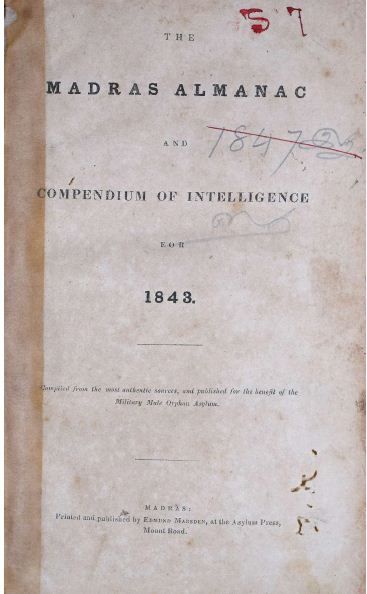 57
THE
MADRAS ALMANAC
AND
1847
COMPENDIUM OF INTELLIGENCE
FOR
1843.
Compiled from the most authentic sources, and published for the benefit of the
Military Male Orphan Asylum.
MADRAS:
Printed and published by EDMUND MARSDEN, at the Asylum Press,
Mount Road.